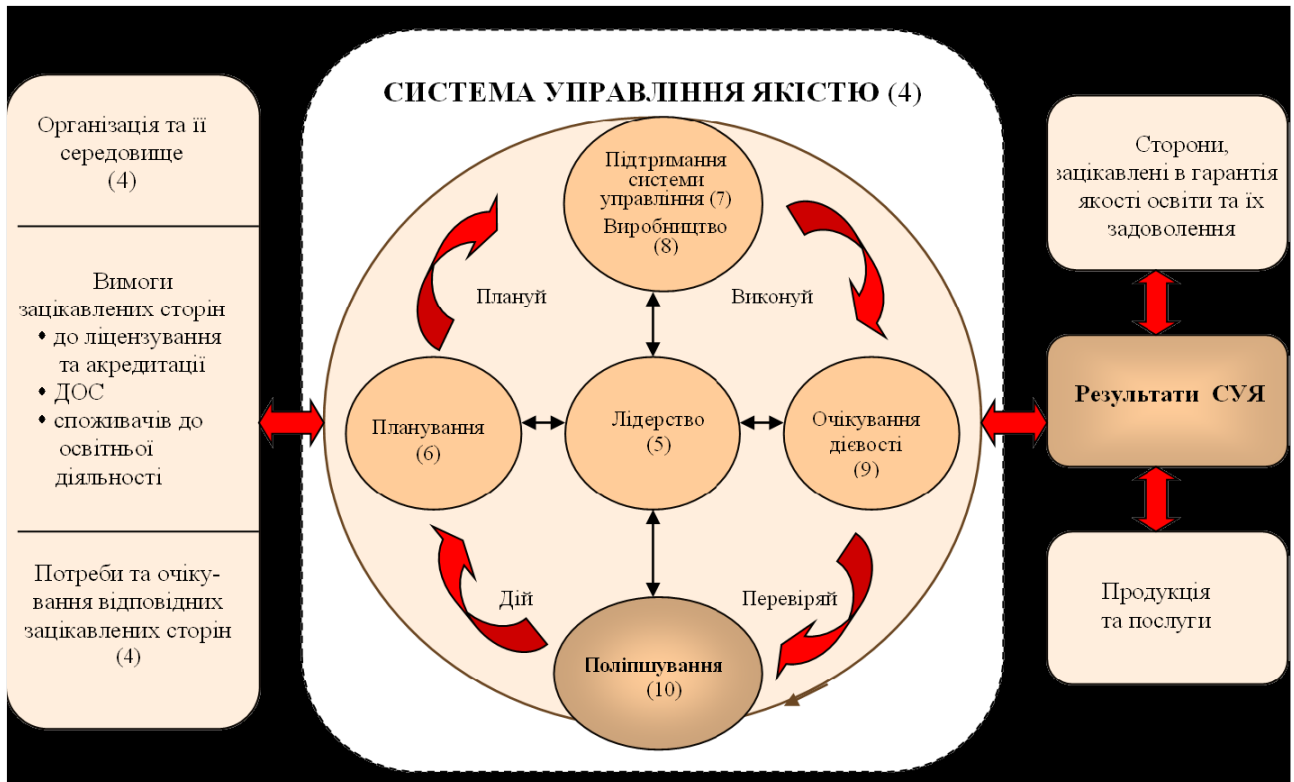 СИСТЕМА УПРАВЛІННЯ ЯКІСТЮ (4)
Організація та її
середовище
(4)
Вимоги
зацікавлених сторін
• до ліцензування
та акредитації
• ДОС
• споживачів до
освітньої
діяльності
Потреби та очіку-
вання відповідних
зацікавлених сторін
(4)
Підтримання
системи
управління (7)
Виробництво
(8)
Плануй
Виконуй
Планування
(6)
Лідерство
(5)
Очікування
дієвості
(9)
Дій
Перевіряй
Поліпшування
(10)
Сторони,
зацікавлені в гарантія
якості освіти та їх
задоволення
Результати СУЯ
Продукція
та послуги